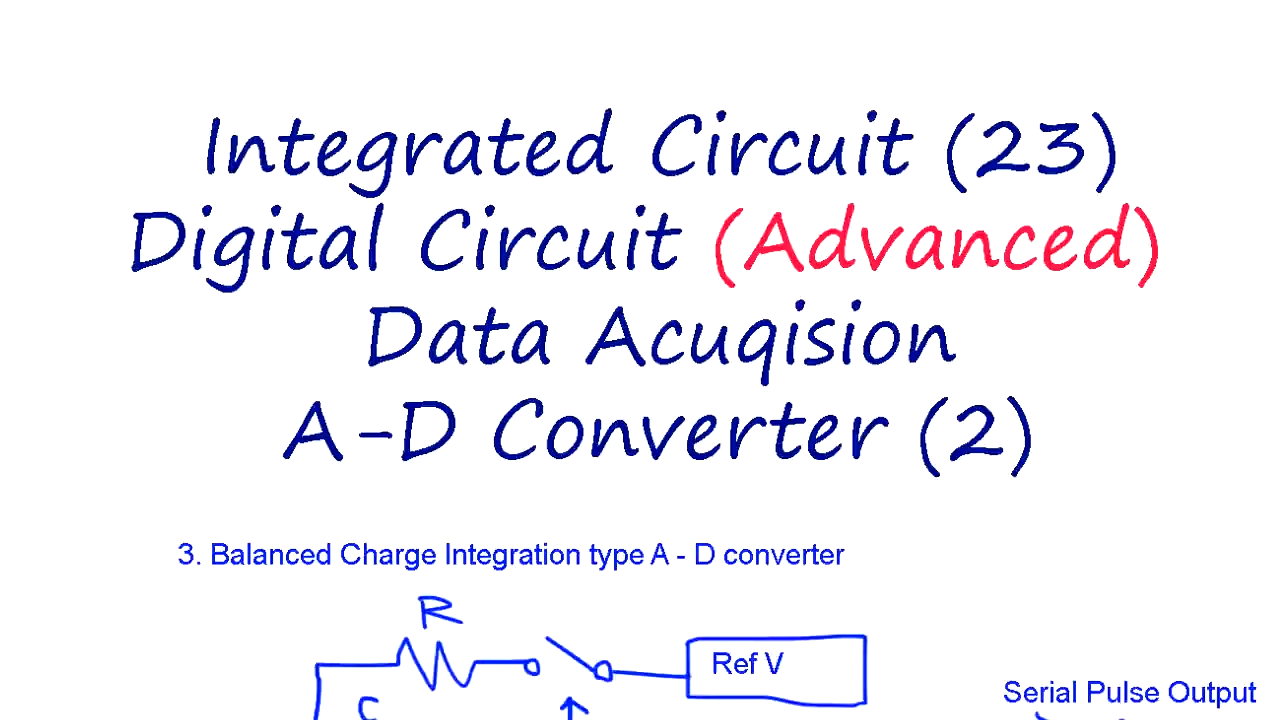 Integrated Circuit (23)
Digital Circuit (Advanced)
Data Acuqision
A-D Converter (2)
3. Balanced Charge Integration type A - D converter
R
Ref V
Serial Pulse Output
C